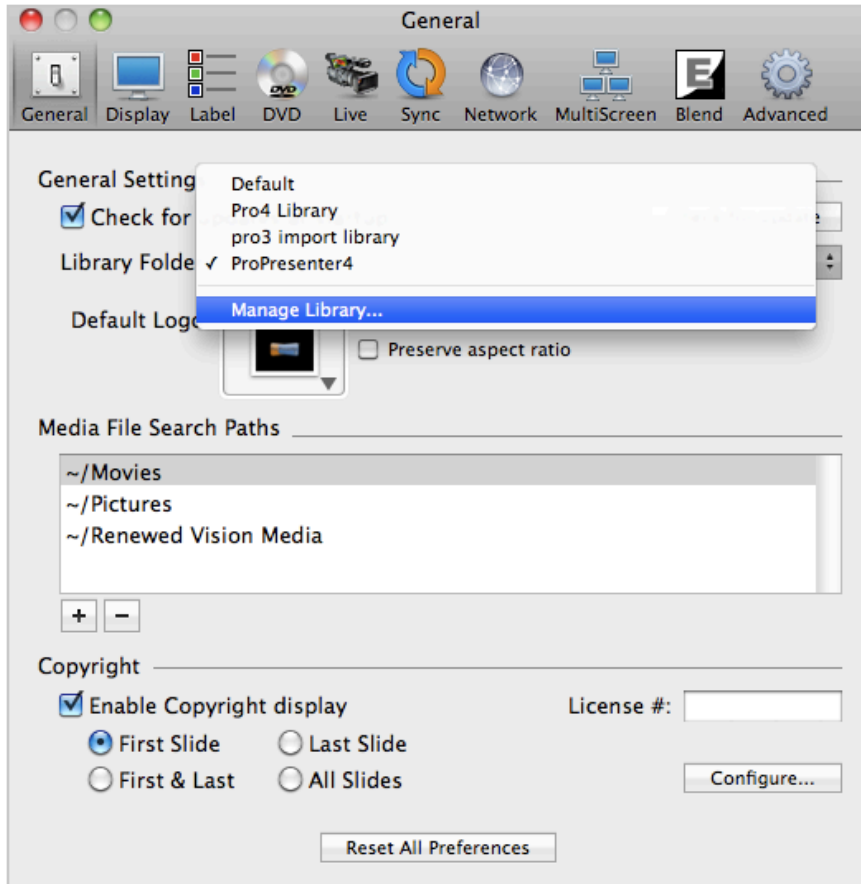 General
General Display Label DVD Live Sync Network MultiScreen Blend Advanced
General Setting
Default
Check for
Pro4 Library
pro3 import library
Library Folde ✓ ProPresenter4
Default Logo
Manage Library...
Preserve aspect ratio
Media File Search Paths
~/Movies
~/Pictures
~/Renewed Vision Media
+ −
Copyright
Enable Copyright display License #:
First Slide Last Slide
First & Last All Slides
Configure...
Reset All Preferences